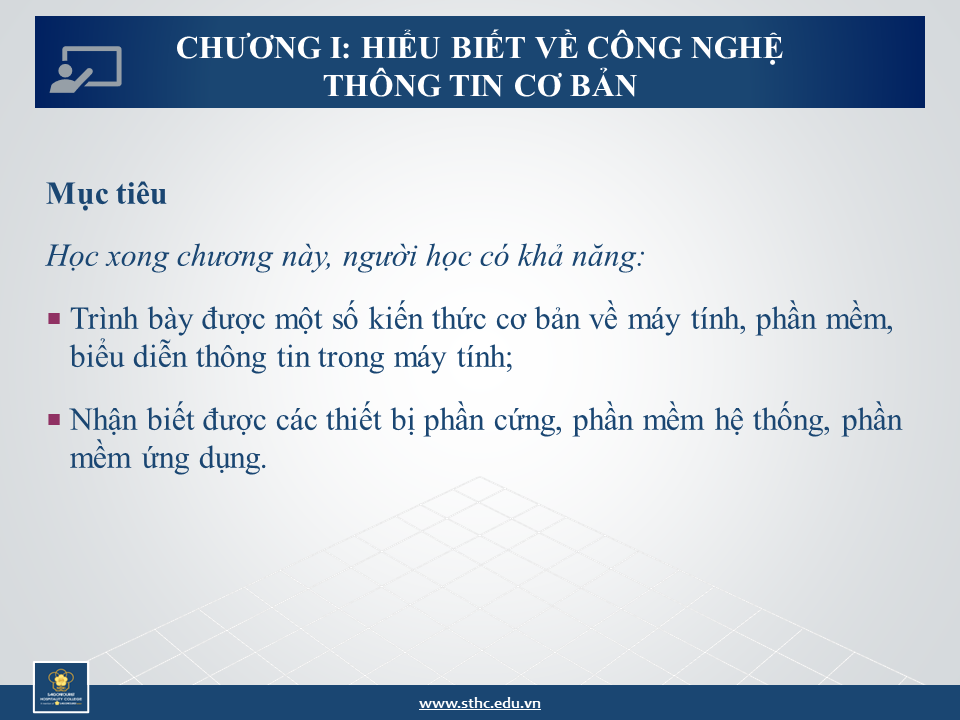 CHƯƠNG I: HIỂU BIẾT VỀ CÔNG NGHỆ
THÔNG TIN CƠ BẢN
Mục tiêu
Học xong chương này, người học có khả năng:
Trình bày được một số kiến thức cơ bản về máy tính, phần mềm,
biểu diễn thông tin trong máy tính;
Nhận biết được các thiết bị phần cứng, phần mềm hệ thống, phần
mềm ứng dụng.
SAIGONTOURIST
HOSPITALITY COLLEGE
www.sthc.edu.vn